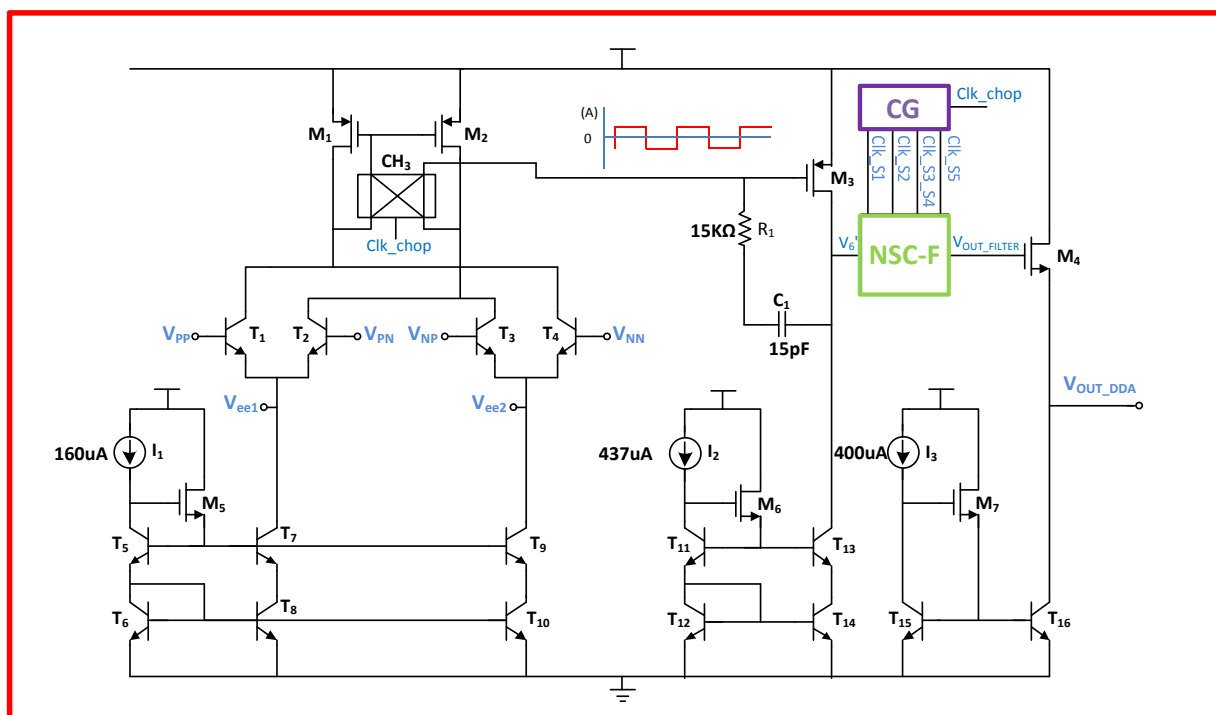 CG
Clk_chop
(A)
0
M1
M2
CH3
Clk_chop
M3
Clk_S1
Clk_S2
Clk_S3_S4
Clk_S5
15KΩ
R1
V6'
NSC-F
VOUT_FILTER
M4
C1
15pF
VPP
T1
T2
VPN
VNP
T3
T4
VNN
Vee1
Vee2
VOUT_DDA
160uA
I1
437uA
I2
400uA
I3
M5
M6
M7
T5
T7
T9
T11
T13
T6
T8
T10
T12
T14
T15
T16